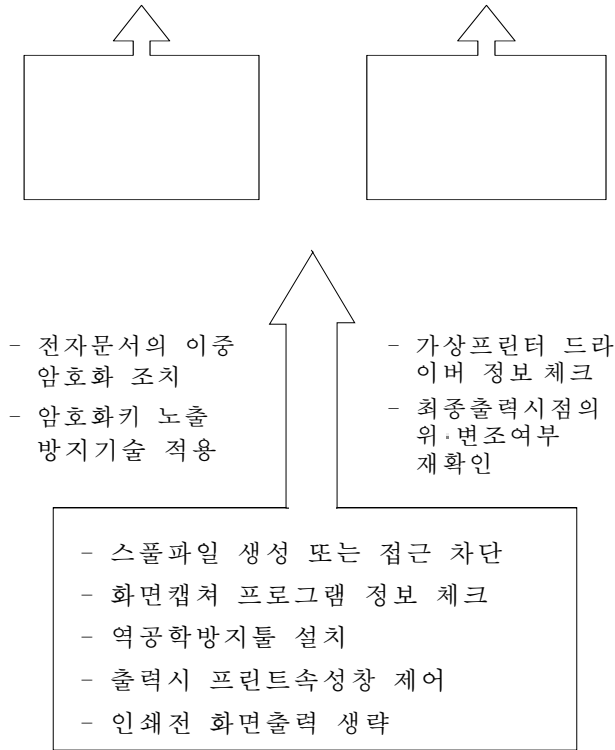 - 전자문서의 이중
암호화 조치
- 암호화키 노출
방지기술 적용
- 가상프린터 드라
이버 정보 체크
- 최종출력시점의
위·변조여부
재확인
- 스풀파일 생성 또는 접근 차단
- 화면캡쳐 프로그램 정보 체크
- 역공학방지툴 설치
- 출력시 프린트속성창 제어
- 인쇄전 화면출력 생략